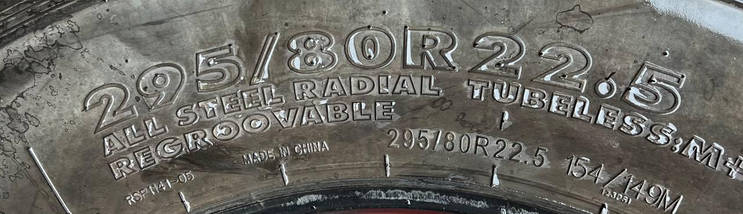 295/80R22.5
ALL STEEL RADIAL TUBELESS:M+
REGROOVABLE
MADE IN CHINA
295/80R22.5
154/149M